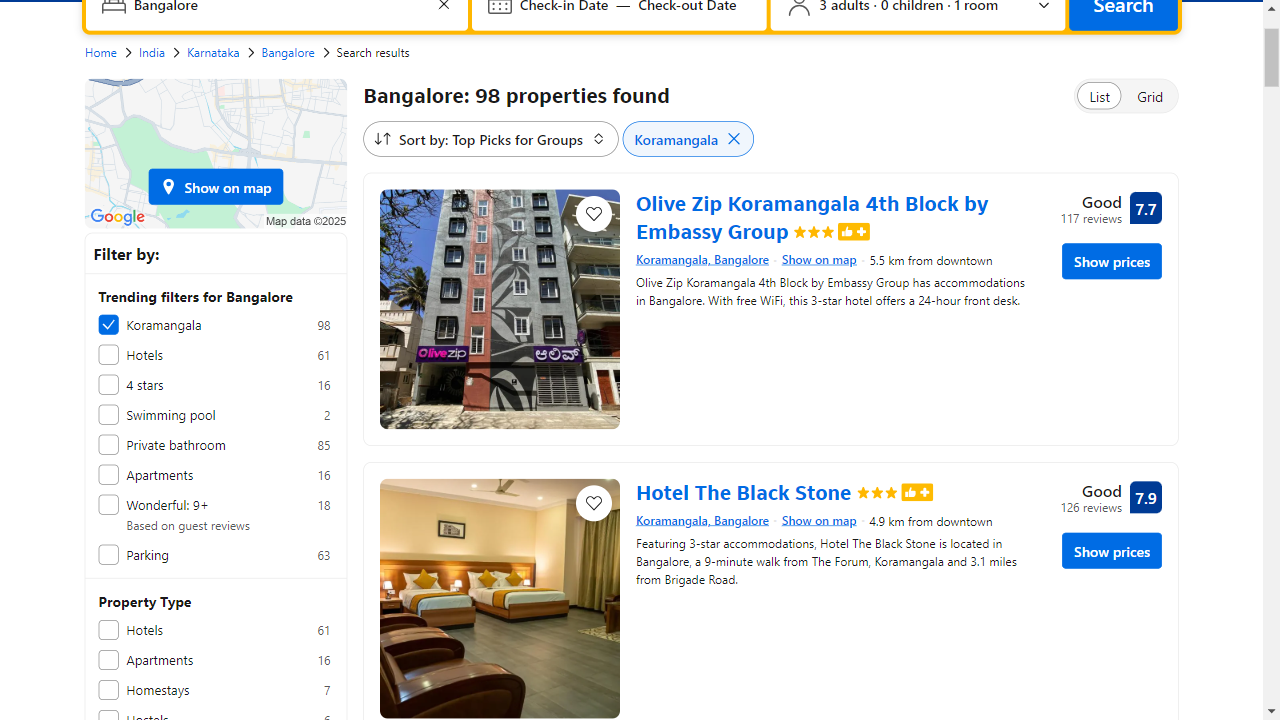 Bangalore
Check-in Date — Check-out Date
3 adults · 0 children · 1 room
Search
Home > India > Karnataka > Bangalore > Search results
Show on map
Google
Map data ©2025
Bangalore: 98 properties found
List
Grid
Sort by: Top Picks for Groups
Koramangala
Filter by:
Trending filters for Bangalore
Koramangala 98
Hotels 61
4 stars 16
Swimming pool 2
Private bathroom 85
Apartments 16
Wonderful: 9+ 18
Based on guest reviews
Parking 63
Property Type
Hotels 61
Apartments 16
Homestays 7
Hostels 6
olive zip
ಆಲಿವ್
Olive Zip Koramangala 4th Block by
Embassy Group
Koramangala, Bangalore · Show on map · 5.5 km from downtown
Olive Zip Koramangala 4th Block by Embassy Group has accommodations
in Bangalore. With free WiFi, this 3-star hotel offers a 24-hour front desk.
Good
117 reviews
7.7
Show prices
Hotel The Black Stone
Koramangala, Bangalore · Show on map · 4.9 km from downtown
Featuring 3-star accommodations, Hotel The Black Stone is located in
Bangalore, a 9-minute walk from The Forum, Koramangala and 3.1 miles
from Brigade Road.
Good
126 reviews
7.9
Show prices